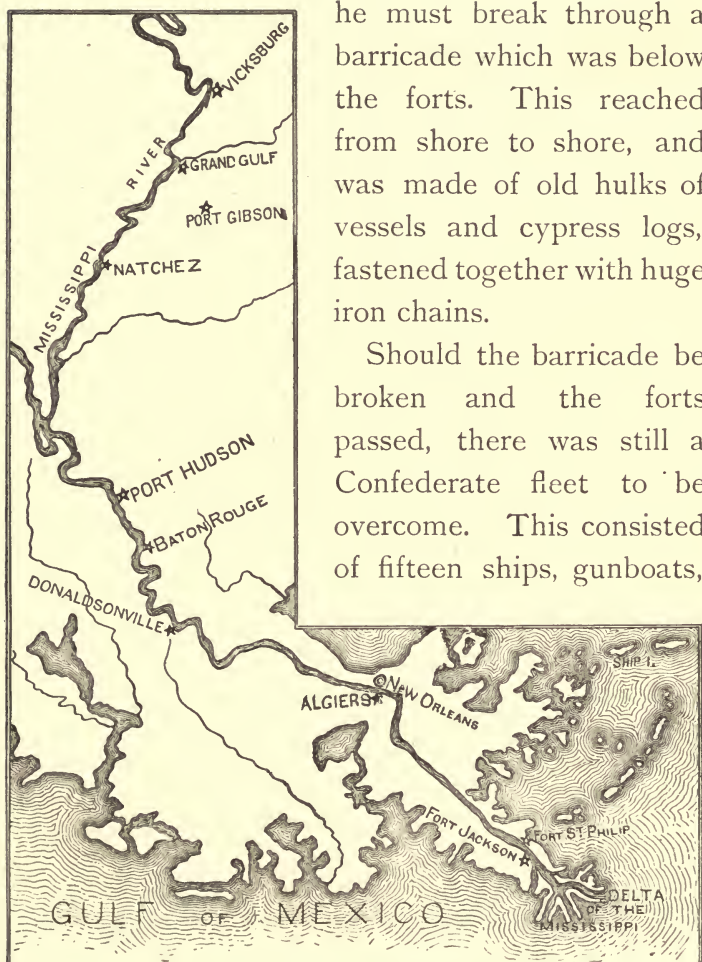 he must break through a
barricade which was below
the forts. This reached
from shore to shore, and
was made of old hulks of
vessels and cypress logs,
fastened together with huge
iron chains.
Should the barricade be
broken and the forts
passed, there was still a
Confederate fleet to be
overcome. This consisted
of fifteen ships, gunboats,
VICKSBURG
MISSISSIPPI RIVER
GRAND GULF
PORT GIBSON
NATCHEZ
PORT HUDSON
BATON ROUGE
DONALDSONVILLE
SHIP I.
NEW ORLEANS
ALGIERS
FORT JACKSON
FORT ST. PHILIP
DELTA
OF THE
MISSISSIPPI
GULF OF MEXICO